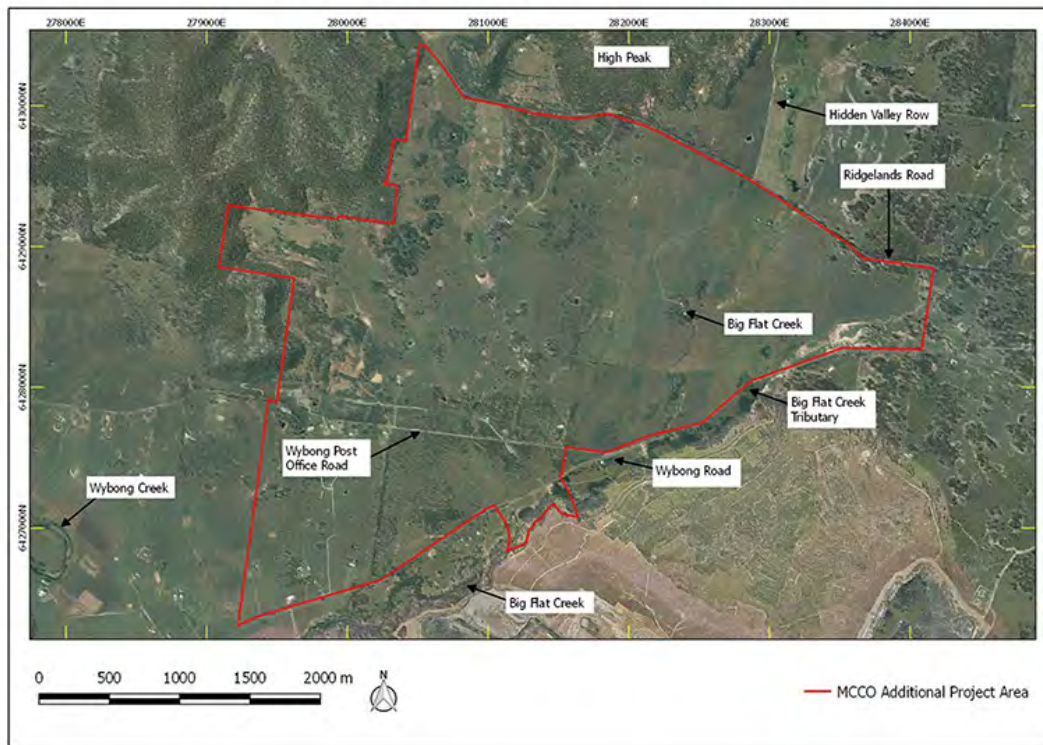 278000E 279000E 280000E 281000E 282000E 283000E 284000E
High Peak
6430000N
Hidden Valley Row
Ridgelands Road
6429000N
Big Flat Creek
6428000N
Big Flat Creek
Tributary
Wybong Post
Office Road
Wybong Road
Wybong Creek
6427000N
Big Flat Creek
0 500 1000 1500 2000 m
N
MCCO Additional Project Area